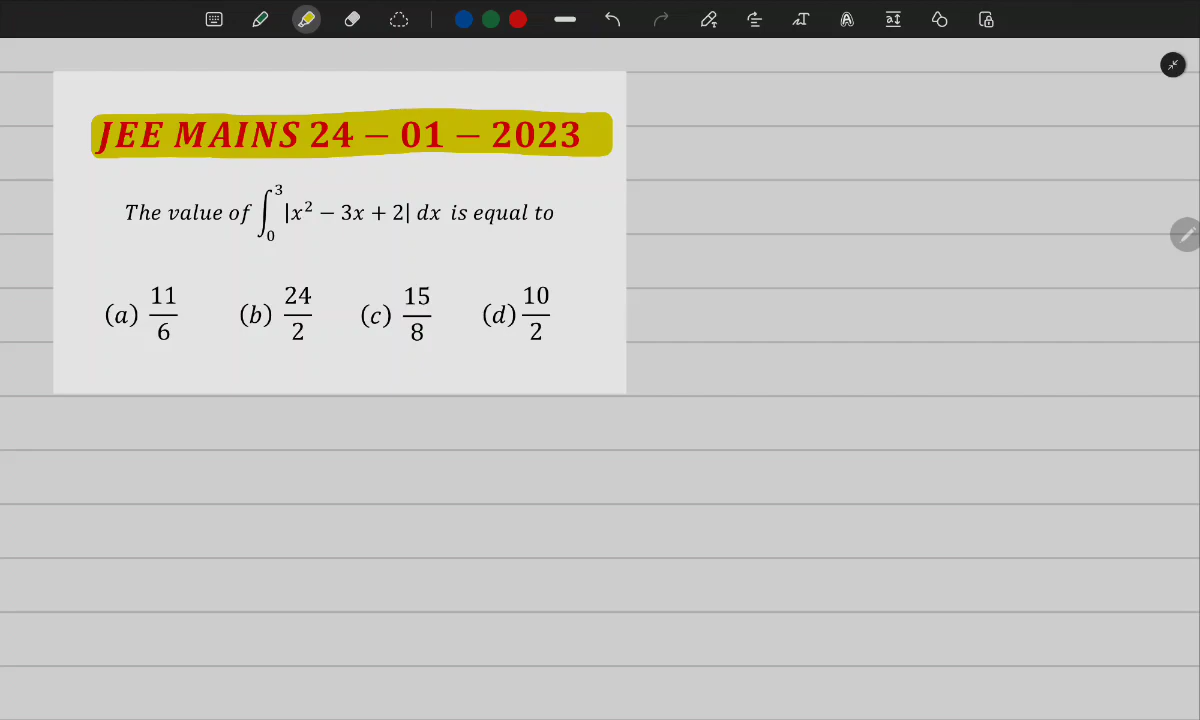 JEE MAINS 24 – 01 – 2023
The value of ∫₀³ |x² − 3x + 2| dx is equal to
(a) 11/6 (b) 24/2 (c) 15/8 (d) 10/2